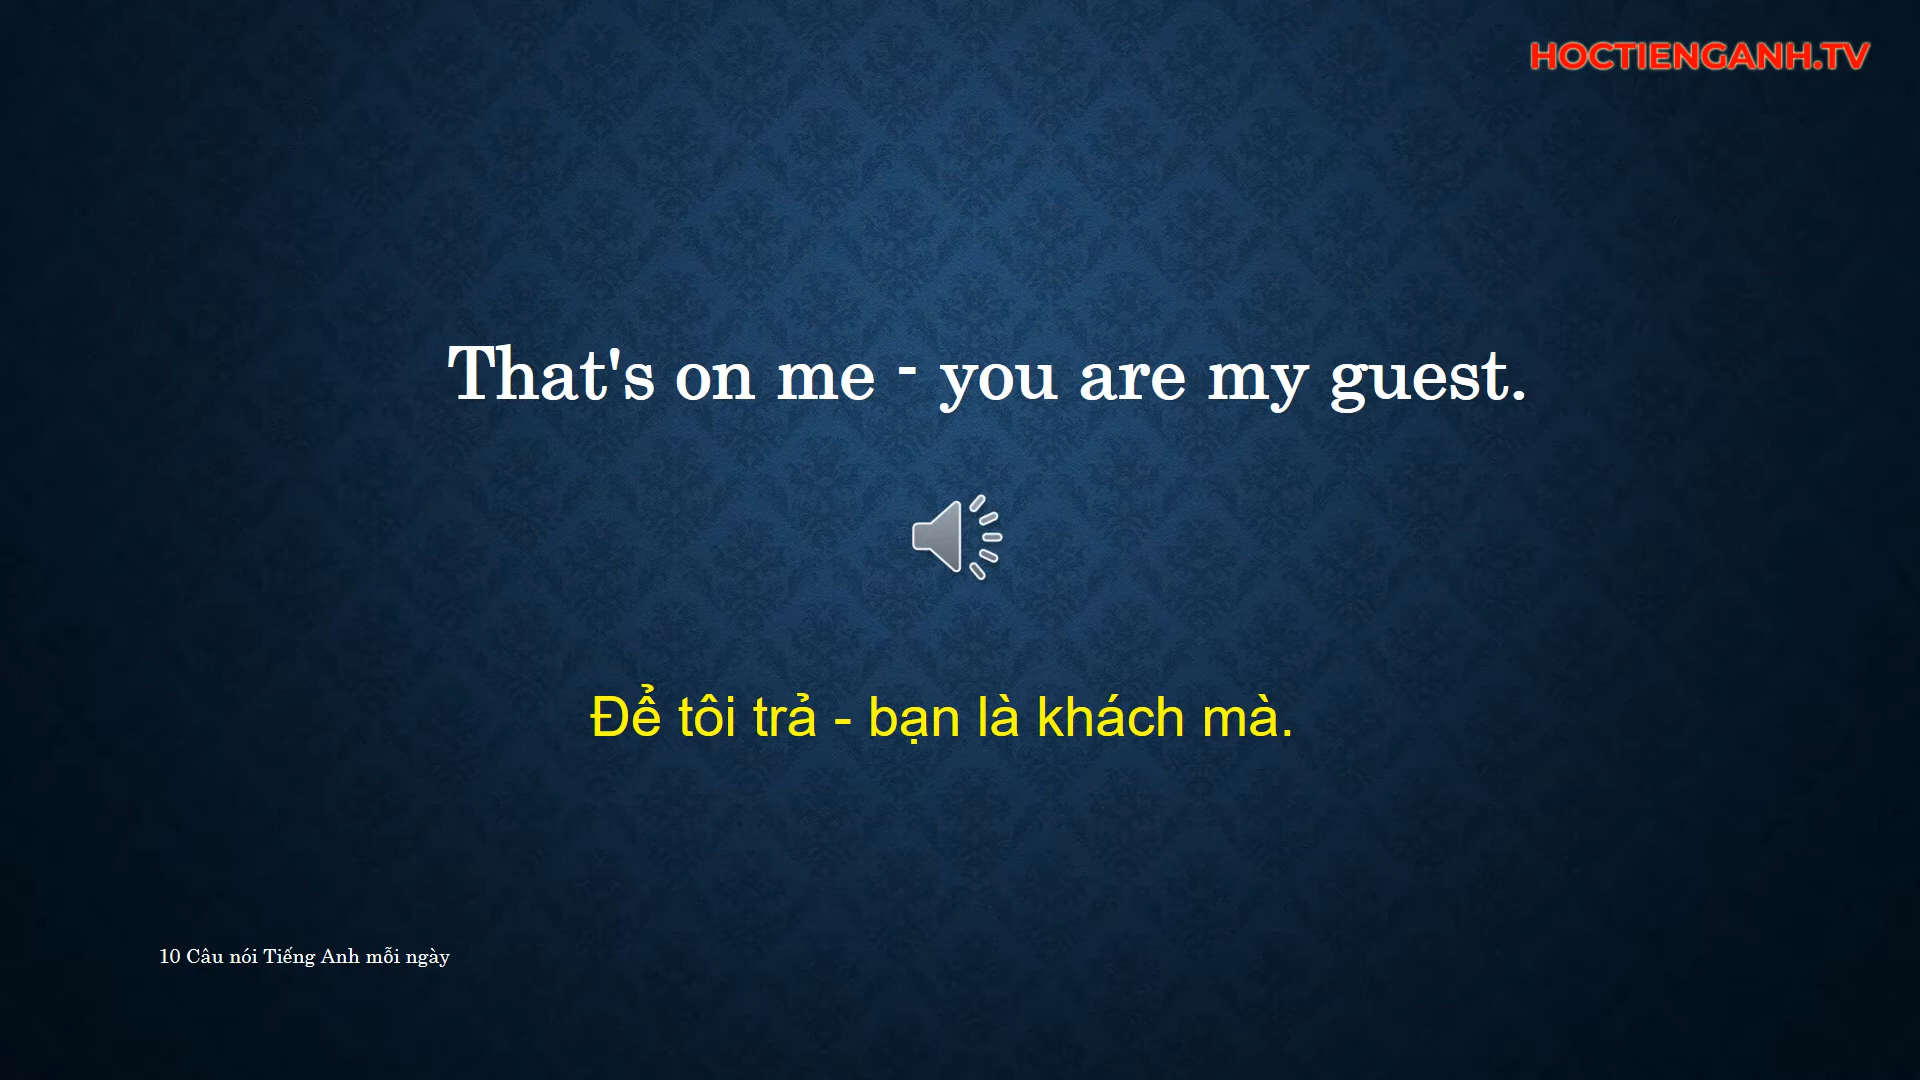 HOCTIENGANH.TV
That's on me - you are my guest.
Để tôi trả - bạn là khách mà.
10 Câu nói Tiếng Anh mỗi ngày